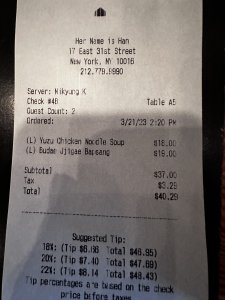 Her Name is Han
17 East 31st Street
New York, NY 10016
212.779.9990
Server: Mikyung K
Check #48 Table A5
Guest Count: 2
Ordered: 3/21/23 2:20 PM
(L) Yuzu Chicken Noodle Soup $18.00
(L) Budae Jjigae Bapsang $19.00
Subtotal $37.00
Tax $3.29
Total $40.29
Suggested Tip:
18%: (Tip $6.66 Total $46.95)
20%: (Tip $7.40 Total $47.69)
22%: (Tip $8.14 Total $48.43)
Tip percentages are based on the check
price before taxes.